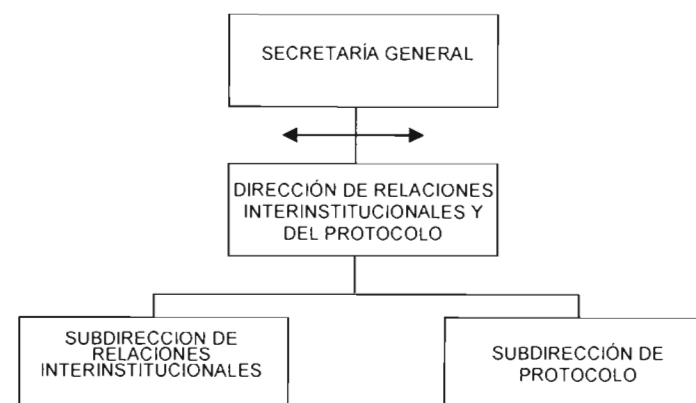 SECRETARÍA GENERAL
DIRECCIÓN DE RELACIONES
INTERINSTITUCIONALES Y
DEL PROTOCOLO
SUBDIRECCION DE
RELACIONES
INTERINSTITUCIONALES
SUBDIRECCIÓN DE
PROTOCOLO